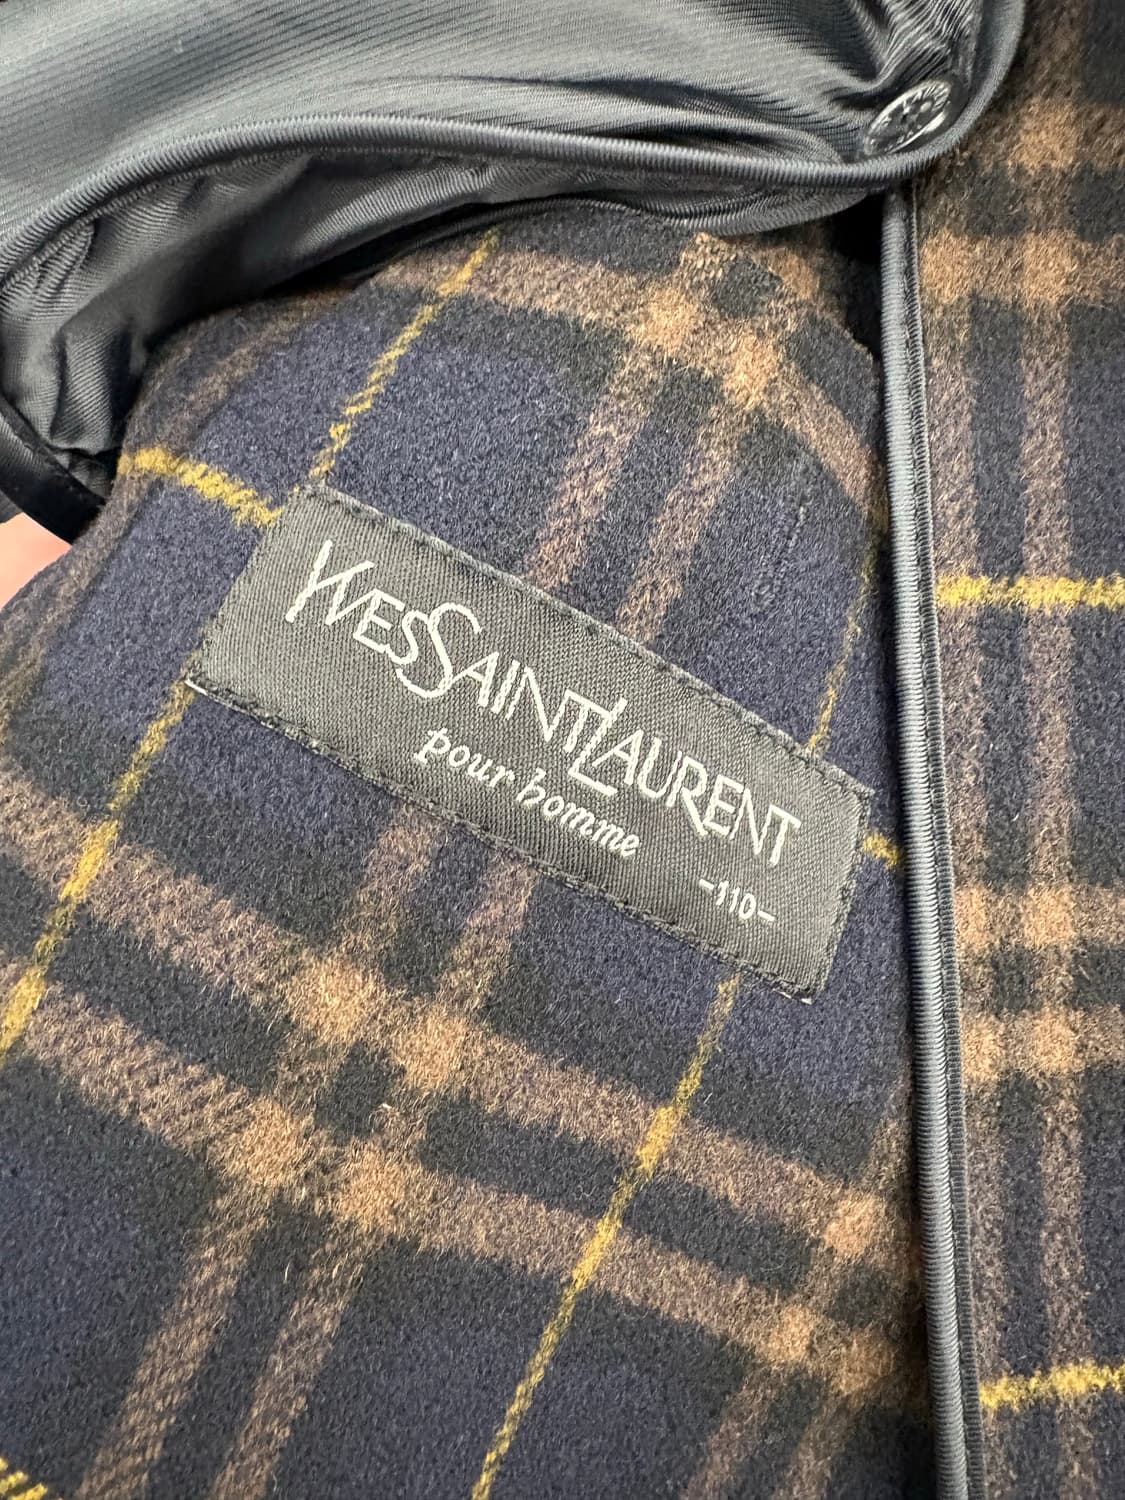 YVESSAINTLAURENT
pour homme
-110-